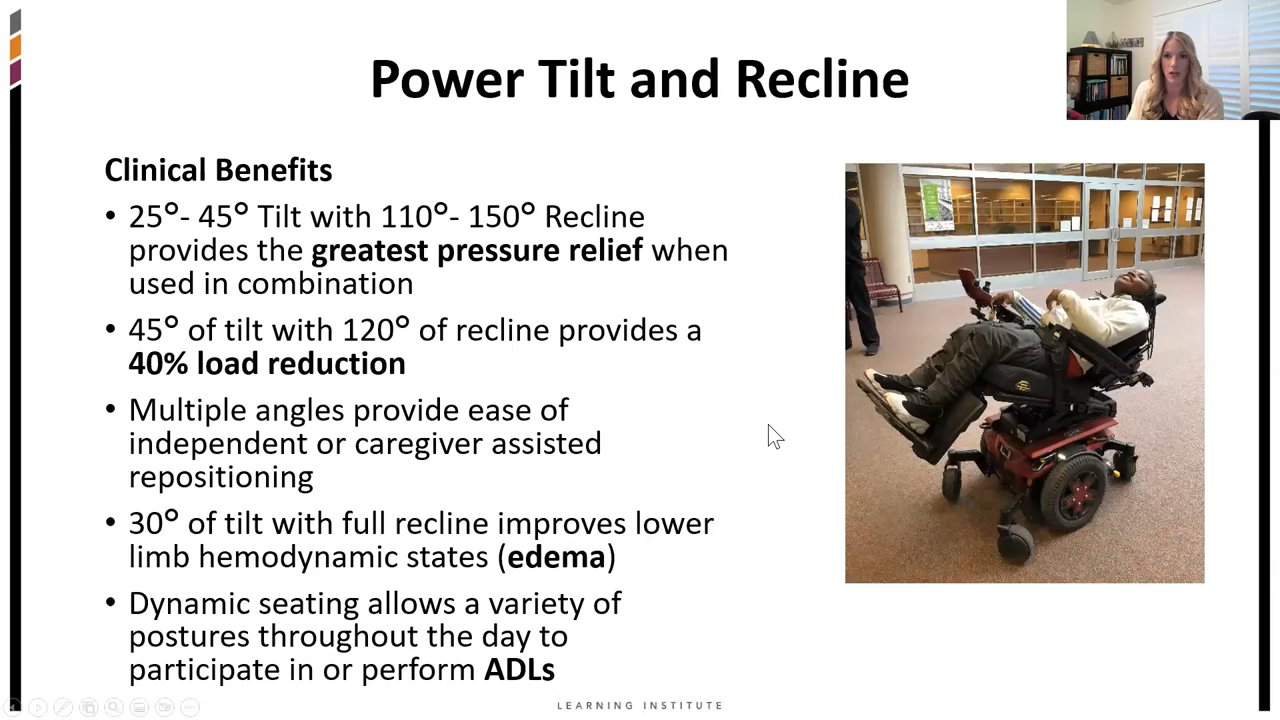 Power Tilt and Recline
Clinical Benefits
• 25°- 45° Tilt with 110°- 150° Recline
provides the greatest pressure relief when
used in combination
• 45° of tilt with 120° of recline provides a
40% load reduction
• Multiple angles provide ease of
independent or caregiver assisted
repositioning
• 30° of tilt with full recline improves lower
limb hemodynamic states (edema)
• Dynamic seating allows a variety of
postures throughout the day to
participate in or perform ADLs
LEARNING INSTITUTE